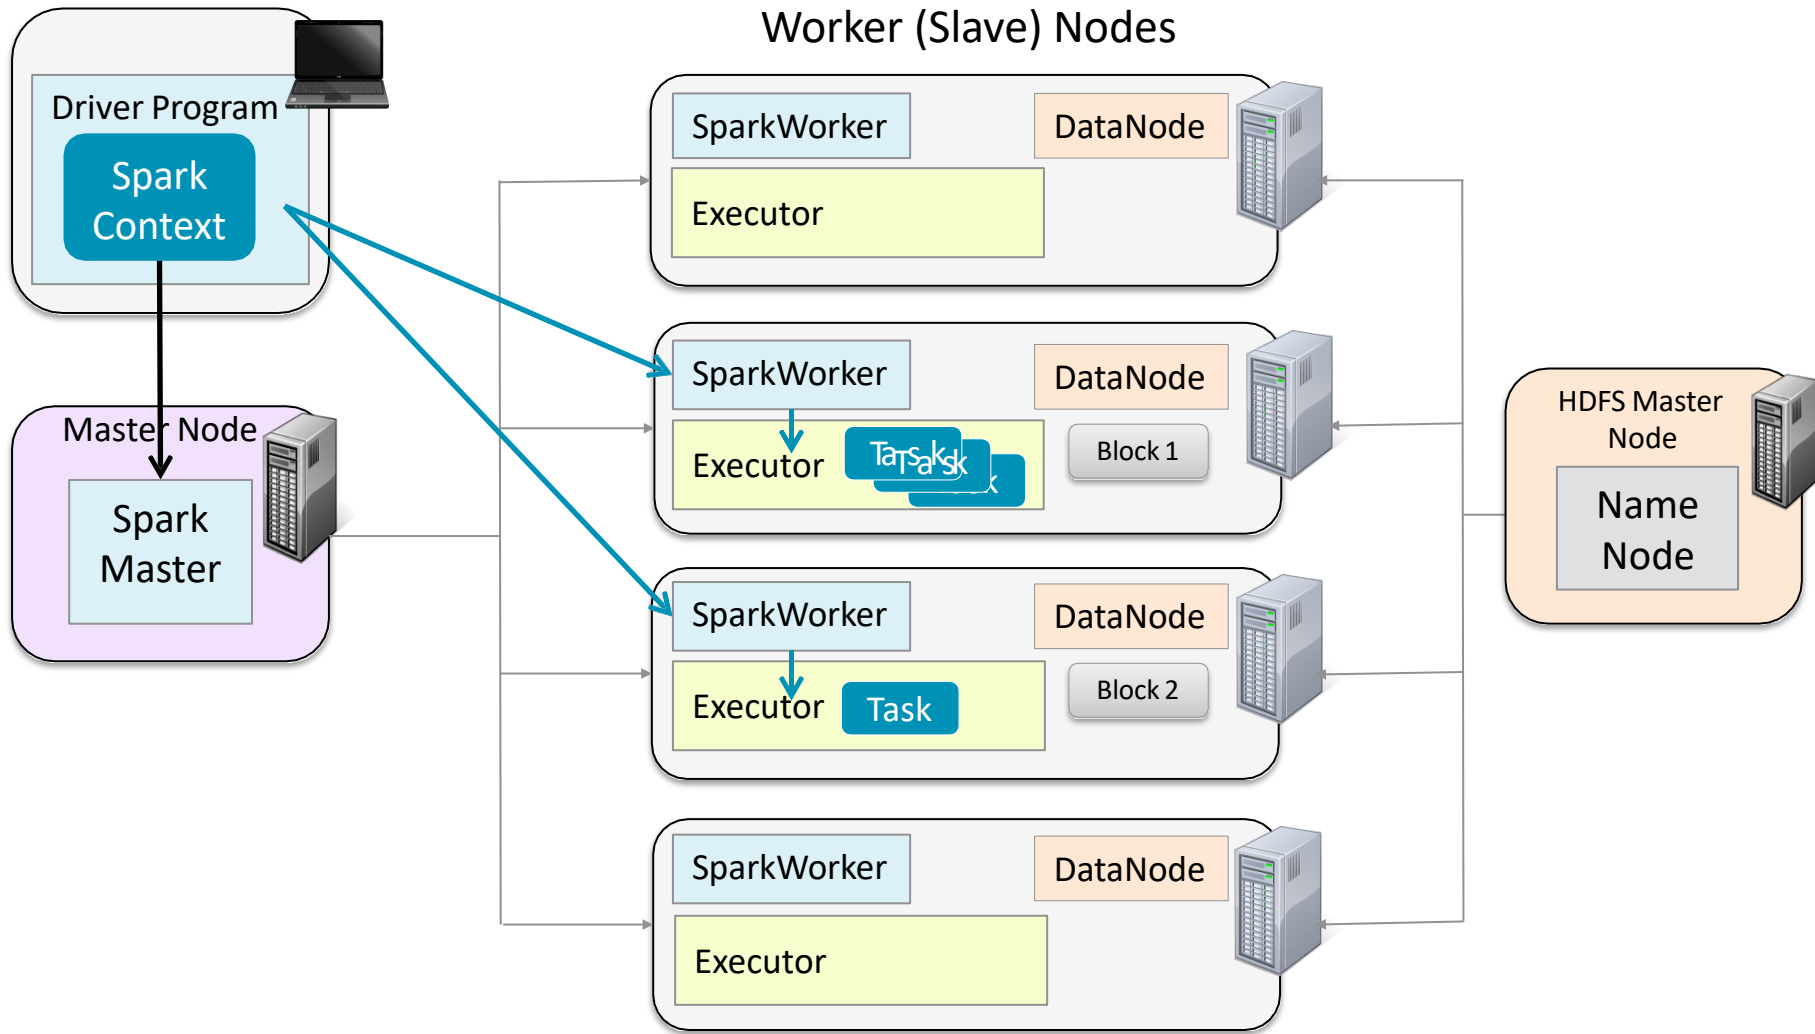 Worker (Slave) Nodes
Driver Program
Spark
Context
Master Node
Spark
Master
SparkWorker
DataNode
Executor
SparkWorker
DataNode
Executor
Block 1
SparkWorker
DataNode
Executor
Task
Block 2
SparkWorker
DataNode
Executor
HDFS Master
Node
Name
Node